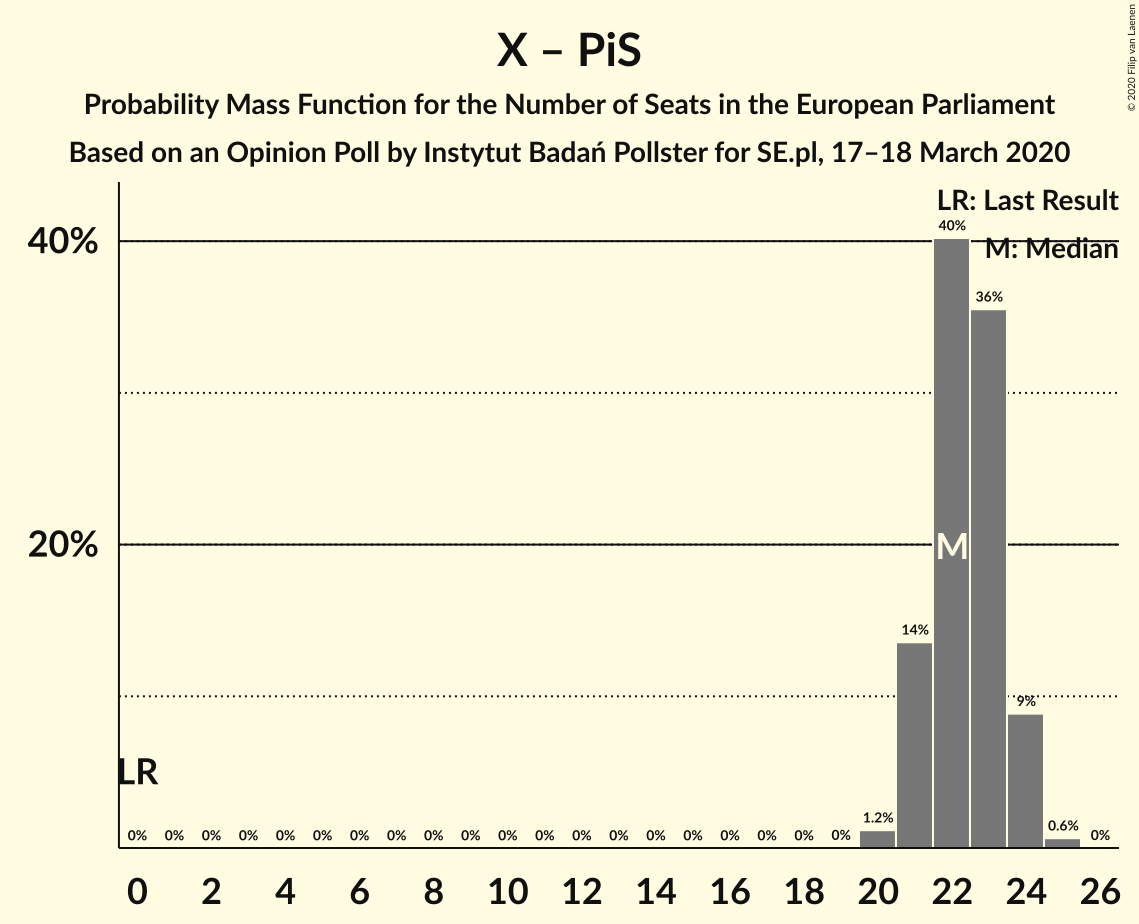 X – PiS
Probability Mass Function for the Number of Seats in the European Parliament
Based on an Opinion Poll by Instytut Badań Pollster for SE.pl, 17–18 March 2020
© 2020 Filip van Laenen
LR: Last Result
M: Median
40%
20%
40%
36%
M
14%
9%
LR
0% 0% 0% 0% 0% 0% 0% 0% 0% 0% 0% 0% 0% 0% 0% 0% 0% 0% 0% 0% 1.2% 0.6% 0%
0 2 4 6 8 10 12 14 16 18 20 22 24 26